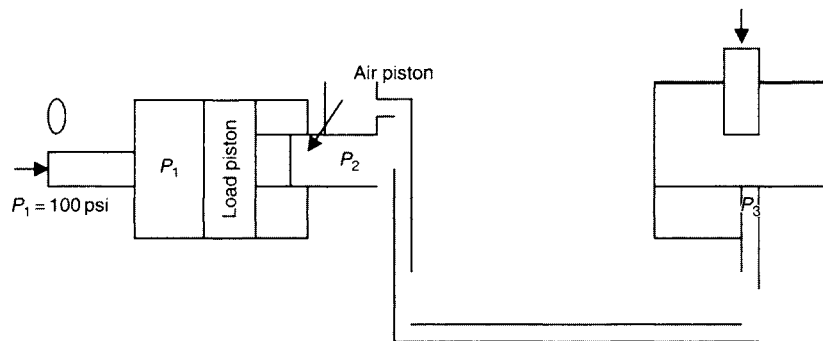 Air piston
P1
Load piston
P2
P1 = 100 psi
P3